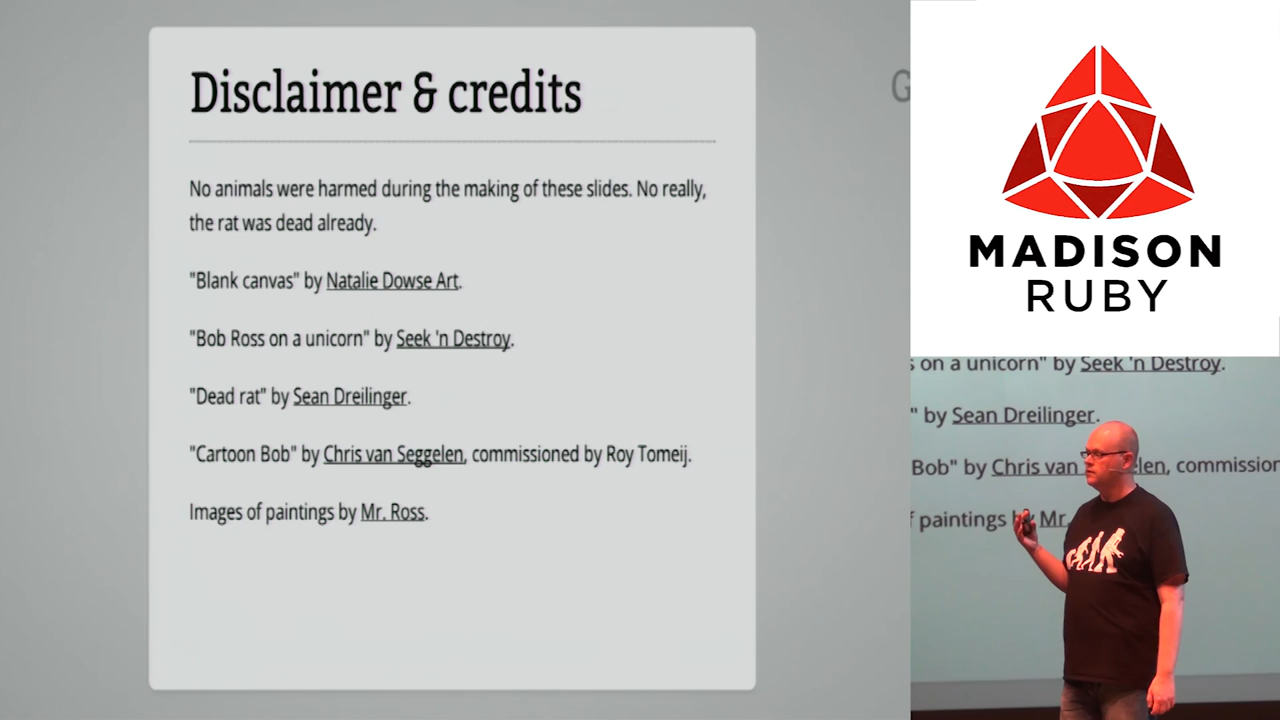 Disclaimer & credits
No animals were harmed during the making of these slides. No really,
the rat was dead already.
"Blank canvas" by Natalie Dowse Art.
"Bob Ross on a unicorn" by Seek 'n Destroy.
"Dead rat" by Sean Dreilinger.
"Cartoon Bob" by Chris van Seggelen, commissioned by Roy Tomeij.
Images of paintings by Mr. Ross.
G
MADISON
RUBY
s on a unicorn" by Seek 'n Destroy.
" by Sean Dreilinger.
Bob" by Chris van elen, commission
f paintings by Mr.